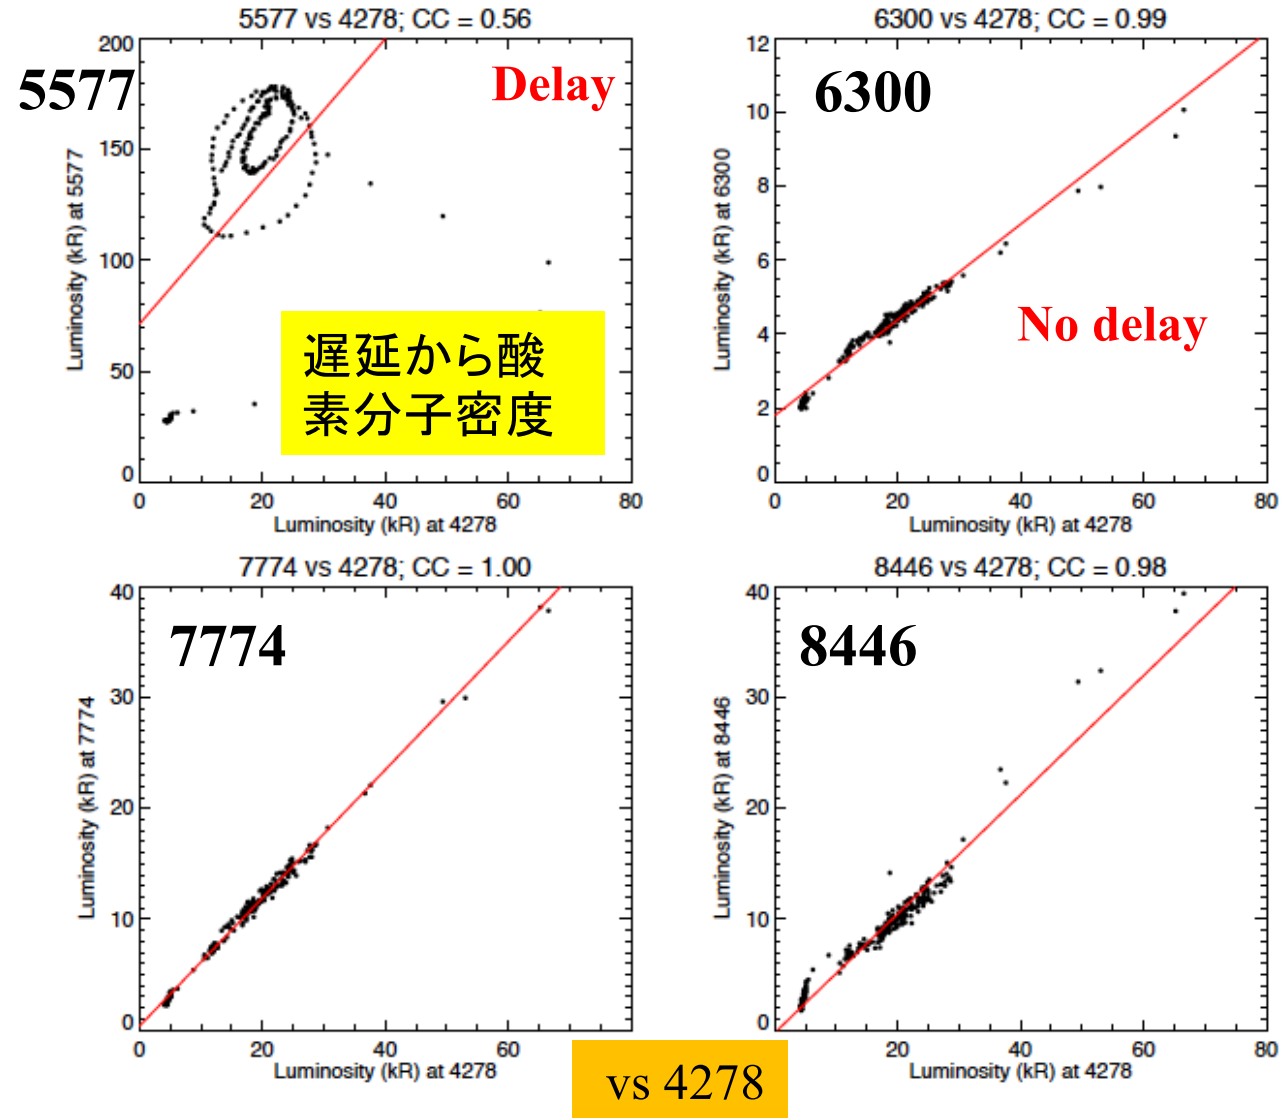 5577 vs 4278; CC = 0.56
5577
Delay
200
150
100
50
0
Luminosity (kR) at 5577
遅延から酸
素分子密度
0 20 40 60 80
Luminosity (kR) at 4278
6300 vs 4278; CC = 0.99
6300
No delay
12
10
8
6
4
2
0
Luminosity (kR) at 6300
0 20 40 60 80
Luminosity (kR) at 4278
7774 vs 4278; CC = 1.00
7774
40
30
20
10
0
Luminosity (kR) at 7774
0 20 40 60 80
Luminosity (kR) at 4278
8446 vs 4278; CC = 0.98
8446
40
30
20
10
0
Luminosity (kR) at 8446
0 20 40 60 80
Luminosity (kR) at 4278
vs 4278